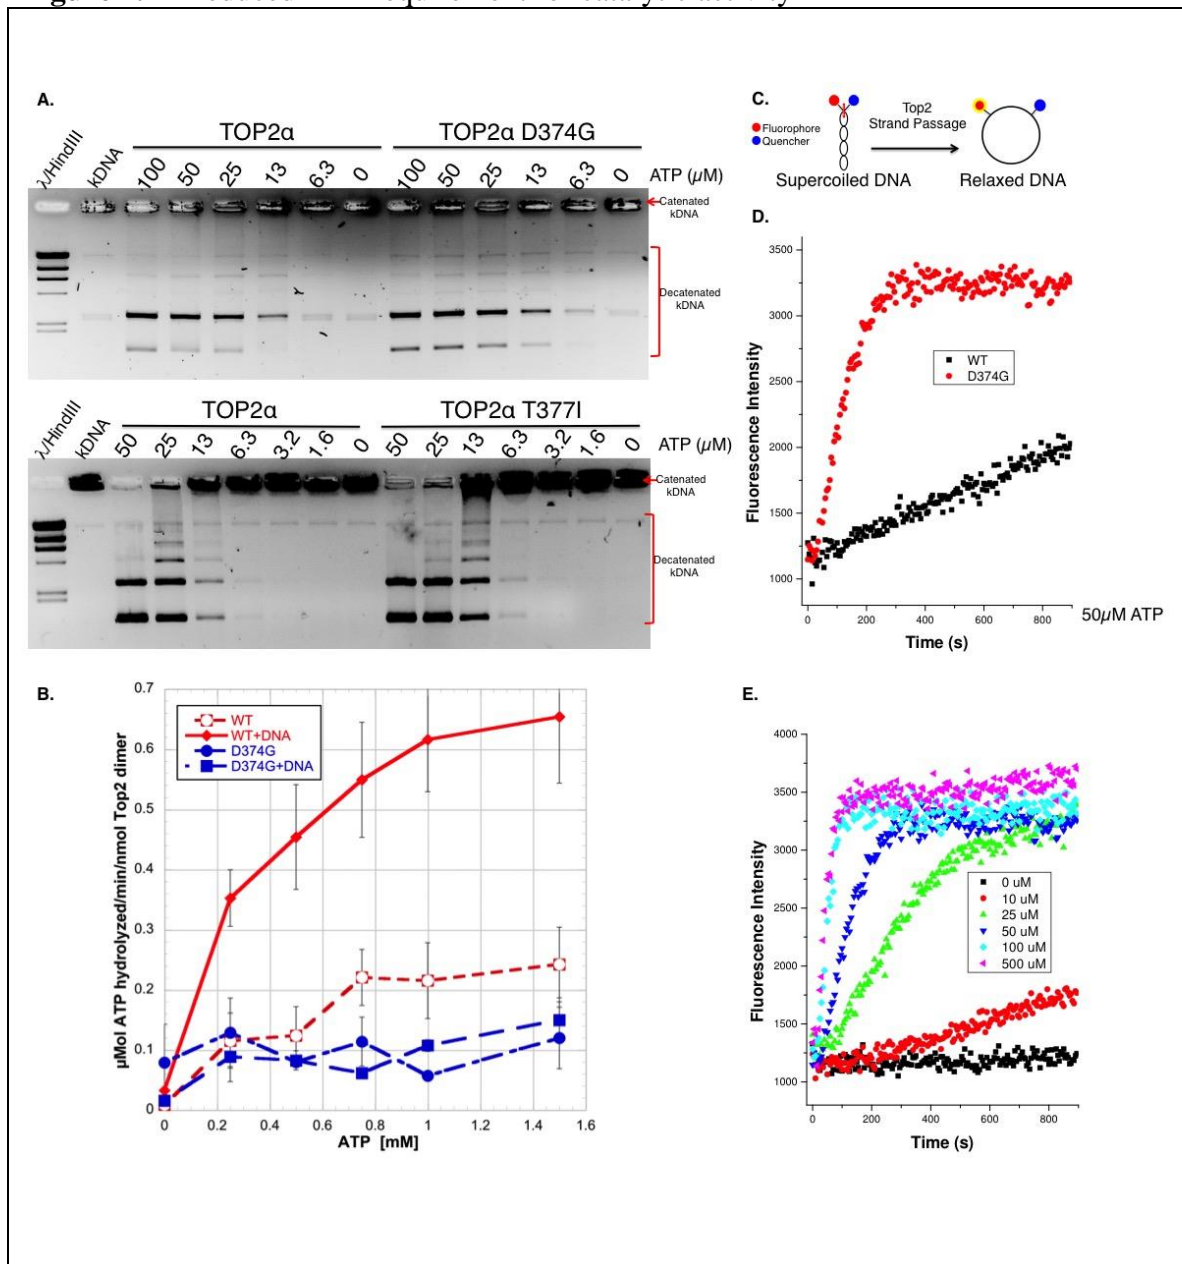 A.
TOP2α TOP2α D374G
λ/HindIII kDNA 100 50 25 13 6.3 0 100 50 25 13 6.3 0 ATP (µM)
Catenated
kDNA
Decatenated
kDNA
TOP2α TOP2α T377I
λ/HindIII kDNA 50 25 13 6.3 3.2 1.6 0 50 25 13 6.3 3.2 1.6 0 ATP (µM)
Catenated
kDNA
Decatenated
kDNA
B.
µMol ATP hydrolyzed/min/nmol Top2 dimer
0.7
0.6
0.5
0.4
0.3
0.2
0.1
0
WT
WT+DNA
D374G
D374G+DNA
0 0.2 0.4 0.6 0.8 1 1.2 1.4 1.6
ATP [mM]
C.
Fluorophore
Quencher
Top2
Strand Passage
Supercoiled DNA Relaxed DNA
D.
Fluorescence Intensity
3500
3000
2500
2000
1500
1000
WT
D374G
0 200 400 600 800
Time (s)
50µM ATP
E.
Fluorescence Intensity
4000
3500
3000
2500
2000
1500
1000
0 uM
10 uM
25 uM
50 uM
100 uM
500 uM
0 200 400 600 800
Time (s)